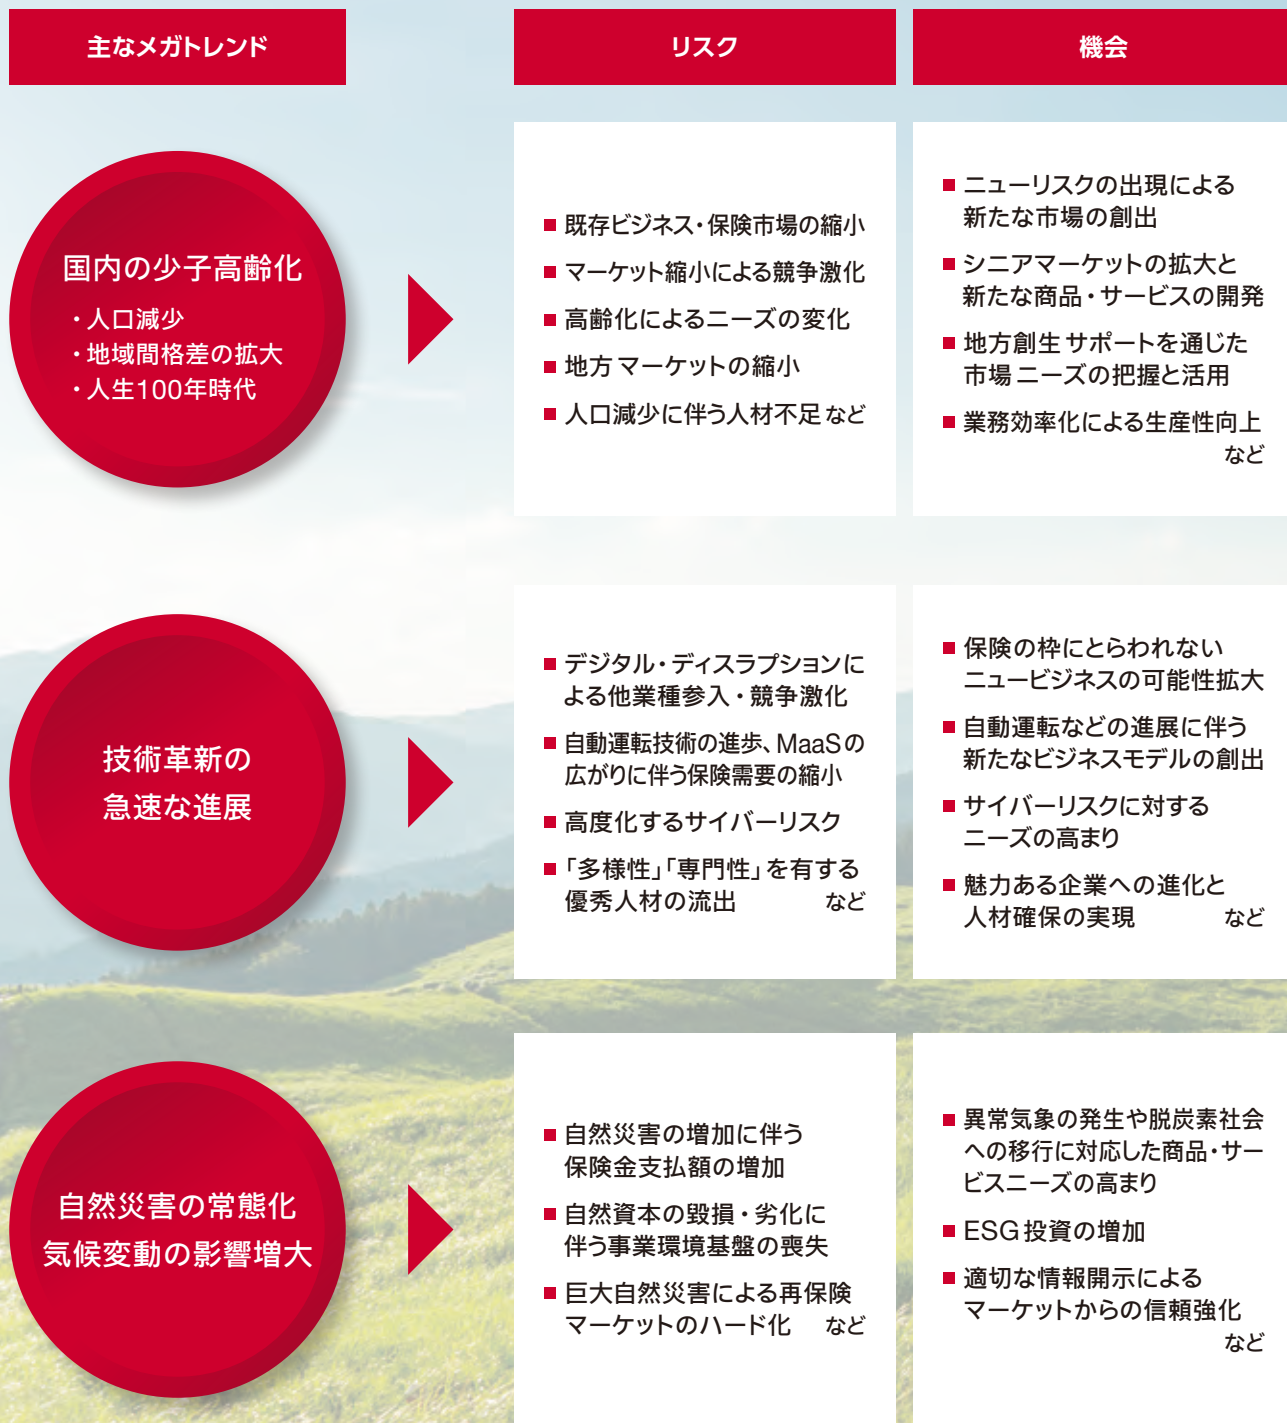 主なメガトレンド
リスク
機会
国内の少子高齢化
・人口減少
・地域間格差の拡大
・人生100年時代
■ 既存ビジネス・保険市場の縮小
■ マーケット縮小による競争激化
■ 高齢化によるニーズの変化
■ 地方マーケットの縮小
■ 人口減少に伴う人材不足 など
■ ニューリスクの出現による
新たな市場の創出
■ シニアマーケットの拡大と
新たな商品・サービスの開発
■ 地方創生サポートを通じた
市場ニーズの把握と活用
■ 業務効率化による生産性向上
など
技術革新の
急速な進展
■ デジタル・ディスラプションに
よる他業種参入・競争激化
■ 自動運転技術の進歩、MaaSの
広がりに伴う保険需要の縮小
■ 高度化するサイバーリスク
■ 「多様性」「専門性」を有する
優秀人材の流出 など
■ 保険の枠にとらわれない
ニュービジネスの可能性拡大
■ 自動運転などの進展に伴う
新たなビジネスモデルの創出
■ サイバーリスクに対する
ニーズの高まり
■ 魅力ある企業への進化と
人材確保の実現 など
自然災害の常態化
気候変動の影響増大
■ 自然災害の増加に伴う
保険金支払額の増加
■ 自然資本の毀損・劣化に
伴う事業環境基盤の喪失
■ 巨大自然災害による再保険
マーケットのハード化 など
■ 異常気象の発生や脱炭素社会
への移行に対応した商品・サー
ビスニーズの高まり
■ ESG投資の増加
■ 適切な情報開示による
マーケットからの信頼強化
など